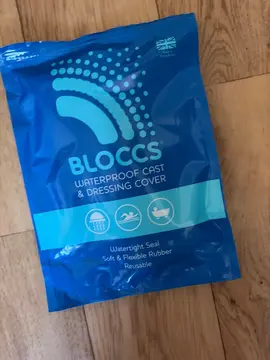 BLOCCS
WATERPROOF CAST
& DRESSING COVER
Watertight Seal
Soft & Flexible Rubber
Reusable